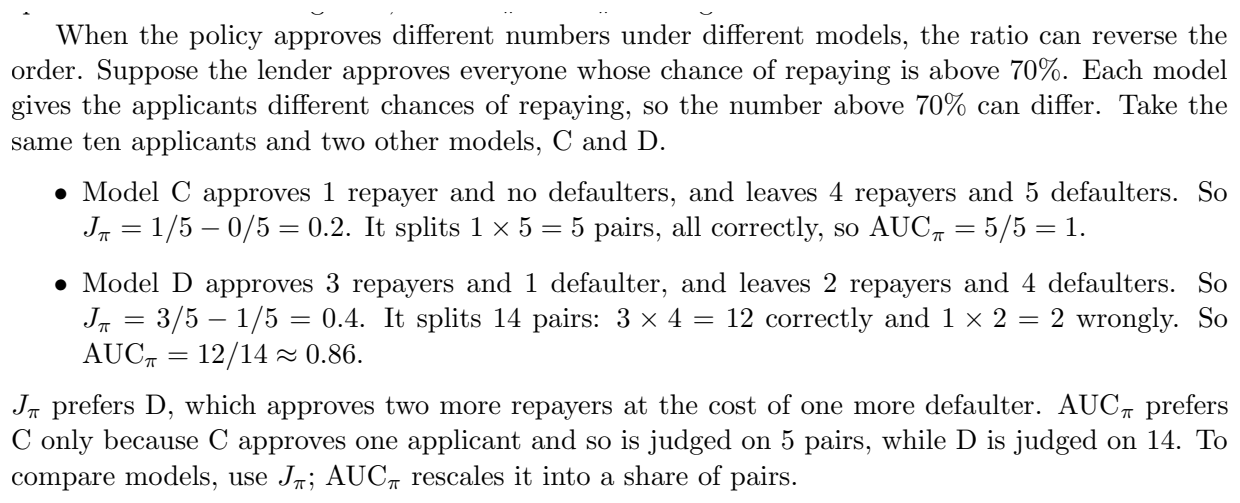 When the policy approves different numbers under different models, the ratio can reverse the
order. Suppose the lender approves everyone whose chance of repaying is above 70%. Each model
gives the applicants different chances of repaying, so the number above 70% can differ. Take the
same ten applicants and two other models, C and D.
• Model C approves 1 repayer and no defaulters, and leaves 4 repayers and 5 defaulters. So
J_π = 1/5 − 0/5 = 0.2. It splits 1 × 5 = 5 pairs, all correctly, so AUC_π = 5/5 = 1.
• Model D approves 3 repayers and 1 defaulter, and leaves 2 repayers and 4 defaulters. So
J_π = 3/5 − 1/5 = 0.4. It splits 14 pairs: 3 × 4 = 12 correctly and 1 × 2 = 2 wrongly. So
AUC_π = 12/14 ≈ 0.86.
J_π prefers D, which approves two more repayers at the cost of one more defaulter. AUC_π prefers
C only because C approves one applicant and so is judged on 5 pairs, while D is judged on 14. To
compare models, use J_π; AUC_π rescales it into a share of pairs.